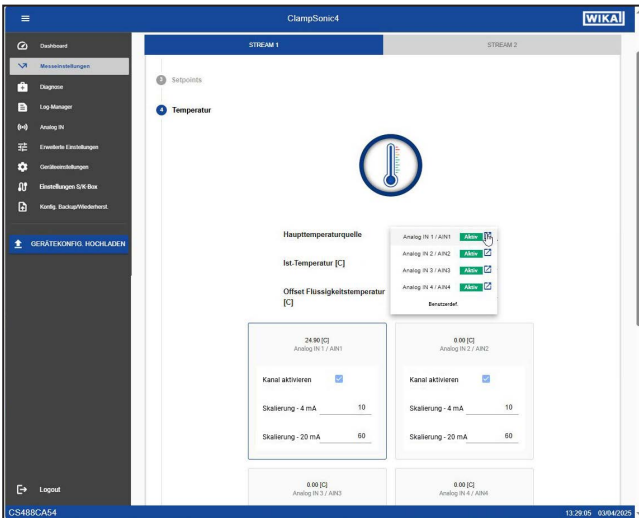 ClampSonic4
WIKA
Dashboard
Messeinstellungen
Diagnose
Log-Manager
Analog IN
Erweiterte Einstellungen
Geräteeinstellungen
Einstellungen S/K-Box
Konfig. Backup/Wiederherst.
GERÄTEKONFIG. HOCHLADEN
Logout
STREAM 1
STREAM 2
3 Setpoints
4 Temperatur
Haupttemperaturquelle
Analog IN 1 / AIN1 Aktiv
Analog IN 2 / AIN2 Aktiv
Analog IN 3 / AIN3 Aktiv
Analog IN 4 / AIN4 Aktiv
Benutzerdef.
Ist-Temperatur [C]
Offset Flüssigkeitstemperatur
[C]
24.90 [C]
Analog IN 1 / AIN1
Kanal aktivieren
Skalierung - 4 mA 10
Skalierung - 20 mA 60
0.00 [C]
Analog IN 2 / AIN2
Kanal aktivieren
Skalierung - 4 mA 10
Skalierung - 20 mA 60
0.00 [C]
Analog IN 3 / AIN3
0.00 [C]
Analog IN 4 / AIN4
CS488CA54
13:29:05 03/04/2025